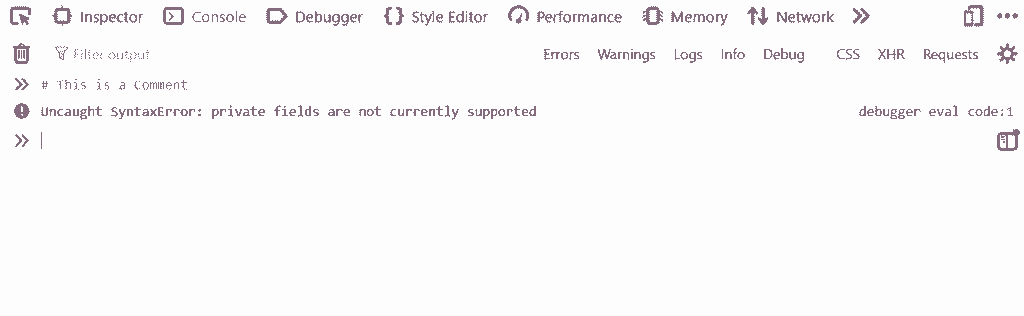 Inspector Console Debugger Style Editor Performance Memory Network
Filter output Errors Warnings Logs Info Debug CSS XHR Requests
# This is a Comment
Uncaught SyntaxError: private fields are not currently supported debugger eval code:1